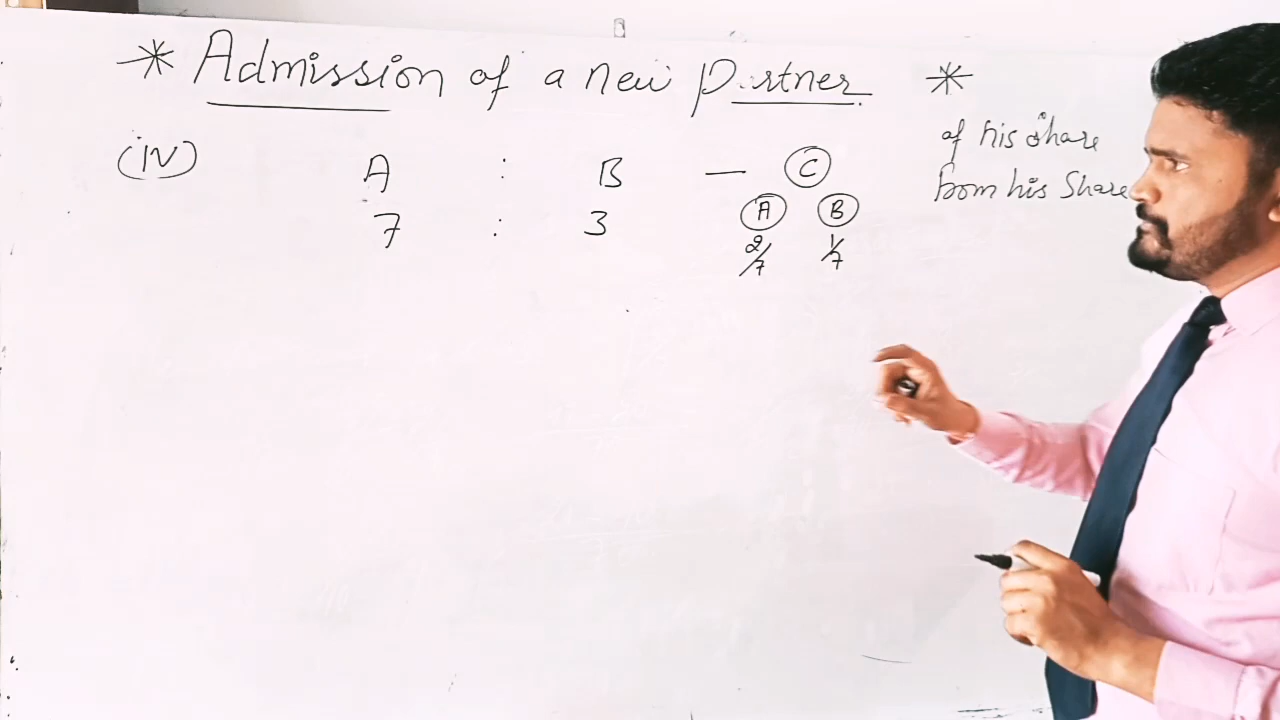 * Admission of a new Partner *
of his share
from his Share
(IV) A : B — C
7 : 3 A B
2/7 1/7